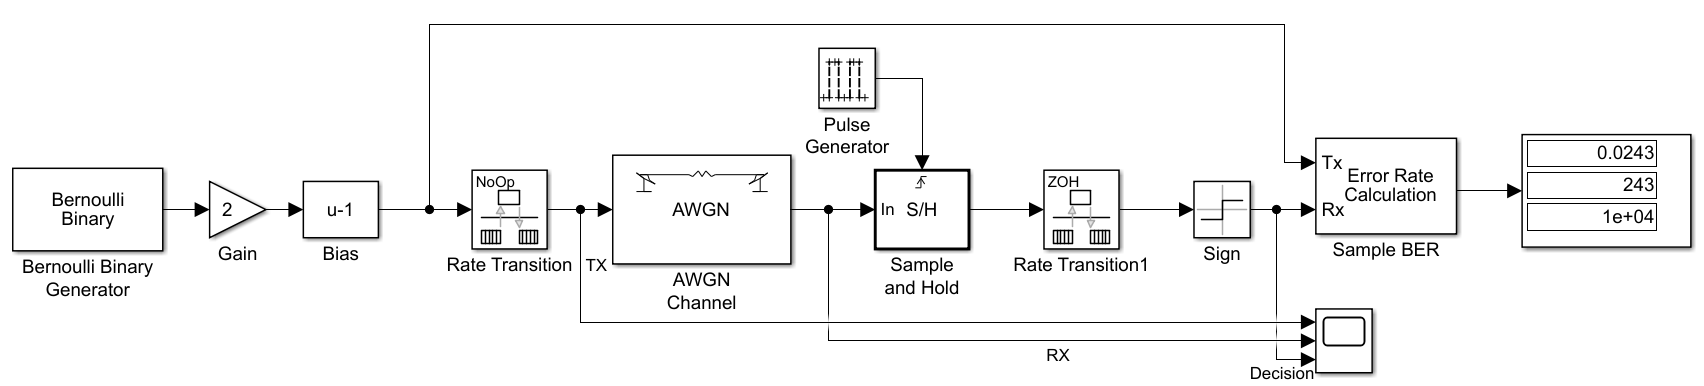 Bernoulli
Binary
Bernoulli Binary
Generator
2
Gain
u-1
Bias
NoOp
Rate Transition
TX
AWGN
AWGN
Channel
Pulse
Generator
In
S/H
Sample
and Hold
ZOH
Rate Transition1
Sign
Tx
Rx
Error Rate
Calculation
Sample BER
0.0243
243
1e+04
RX
Decision